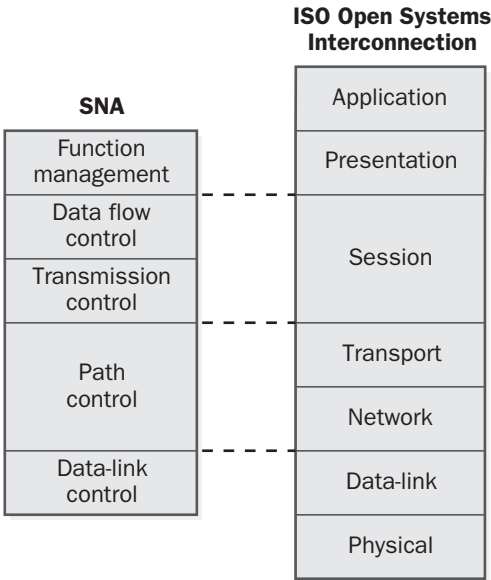 SNA
Function
management
Data flow
control
Transmission
control
Path
control
Data-link
control
ISO Open Systems
Interconnection
Application
Presentation
Session
Transport
Network
Data-link
Physical